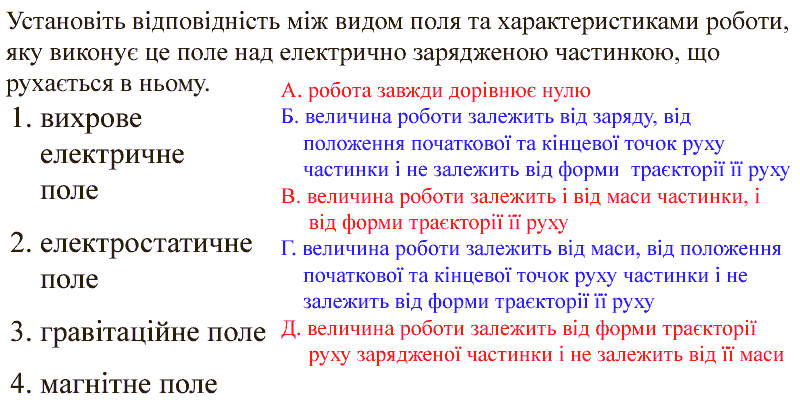 Установіть відповідність між видом поля та характеристиками роботи,
яку виконує це поле над електрично зарядженою частинкою, що
рухається в ньому.
1. вихрове
електричне
поле
2. електростатичне
поле
3. гравітаційне поле
4. магнітне поле
А. робота завжди дорівнює нулю
Б. величина роботи залежить від заряду, від
положення початкової та кінцевої точок руху
частинки і не залежить від форми траєкторії її руху
В. величина роботи залежить і від маси частинки, і
від форми траєкторії її руху
Г. величина роботи залежить від маси, від положення
початкової та кінцевої точок руху частинки і не
залежить від форми траєкторії її руху
Д. величина роботи залежить від форми траєкторії
руху зарядженої частинки і не залежить від її маси